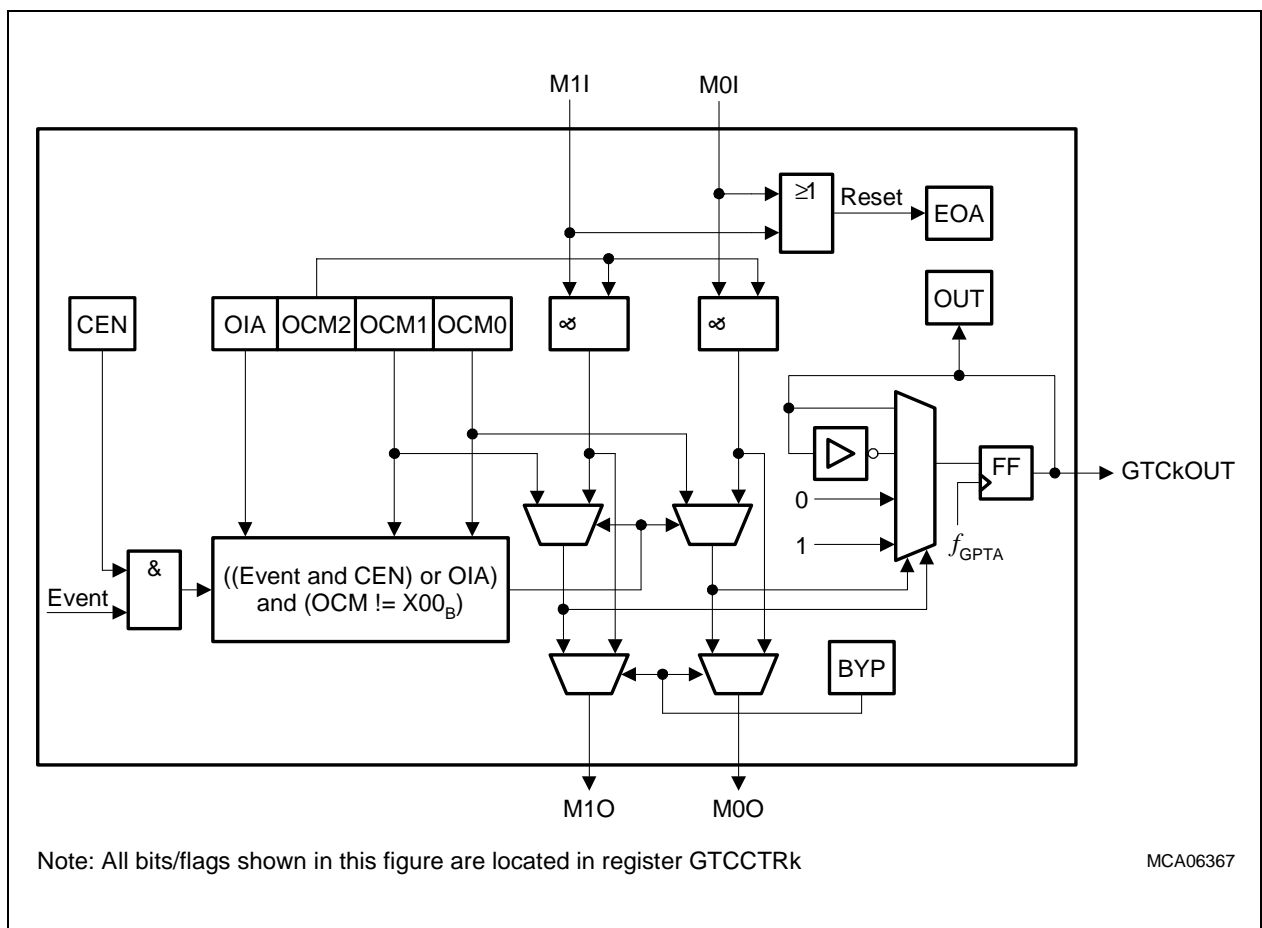 M1I
M0I
≥1
Reset
EOA
OUT
CEN
OIA
OCM2
OCM1
OCM0
&
&
FF
GTCkOUT
0
1
fGPTA
&
Event
((Event and CEN) or OIA)
and (OCM != X00B)
BYP
M1O
M0O
Note: All bits/flags shown in this figure are located in register GTCCTRk
MCA06367